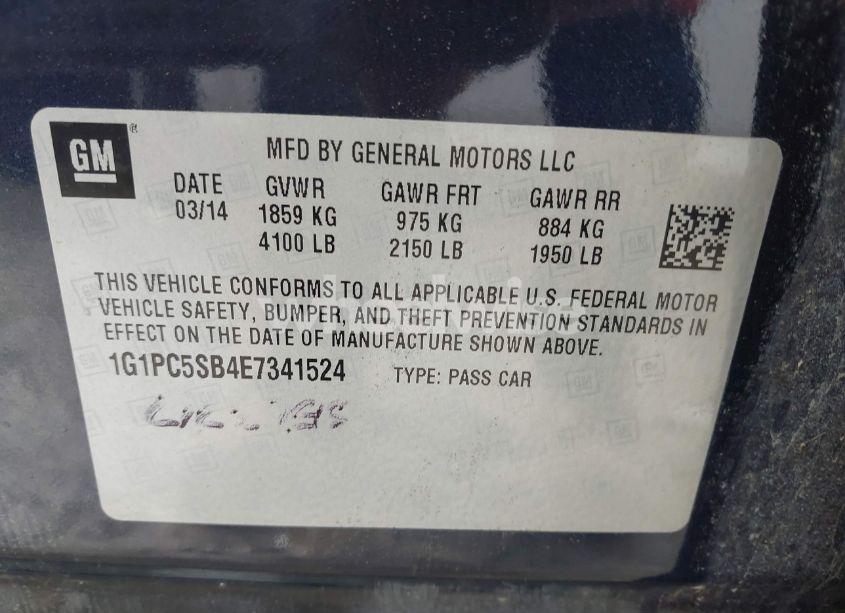 GM®
MFD BY GENERAL MOTORS LLC
DATE GVWR GAWR FRT GAWR RR
03/14 1859 KG 975 KG 884 KG
4100 LB 2150 LB 1950 LB
THIS VEHICLE CONFORMS TO ALL APPLICABLE U.S. FEDERAL MOTOR
VEHICLE SAFETY, BUMPER, AND THEFT PREVENTION STANDARDS IN
EFFECT ON THE DATE OF MANUFACTURE SHOWN ABOVE.
1G1PC5SB4E7341524 TYPE: PASS CAR